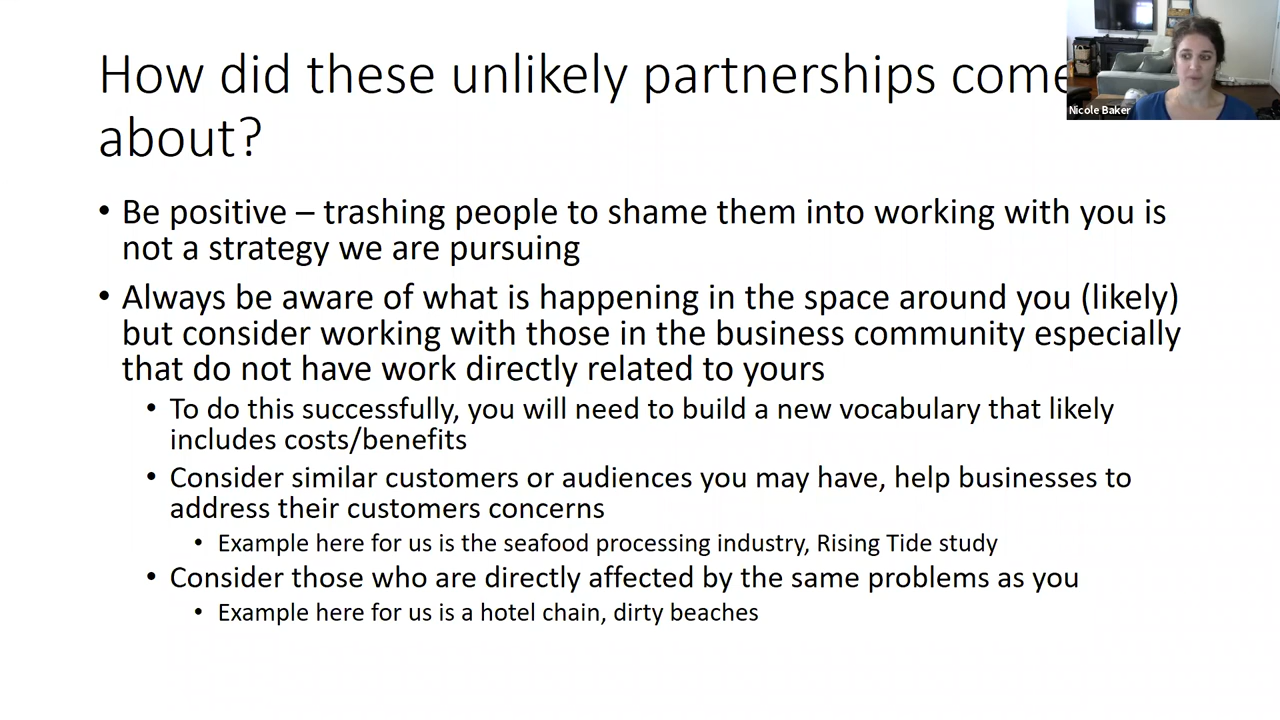 How did these unlikely partnerships come
about?
Nicole Baker
• Be positive – trashing people to shame them into working with you is
not a strategy we are pursuing
• Always be aware of what is happening in the space around you (likely)
but consider working with those in the business community especially
that do not have work directly related to yours
• To do this successfully, you will need to build a new vocabulary that likely
includes costs/benefits
• Consider similar customers or audiences you may have, help businesses to
address their customers concerns
• Example here for us is the seafood processing industry, Rising Tide study
• Consider those who are directly affected by the same problems as you
• Example here for us is a hotel chain, dirty beaches